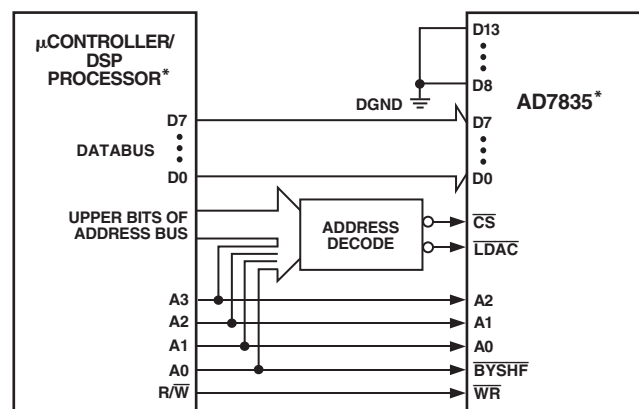 µCONTROLLER/
DSP
PROCESSOR*
D13
D8
DGND
AD7835*
D7
D7
DATABUS
D0
D0
UPPER BITS OF
ADDRESS BUS
ADDRESS
DECODE
CS
LDAC
A3
A2
A2
A1
A1
A0
A0
BYSHF
R/W
WR